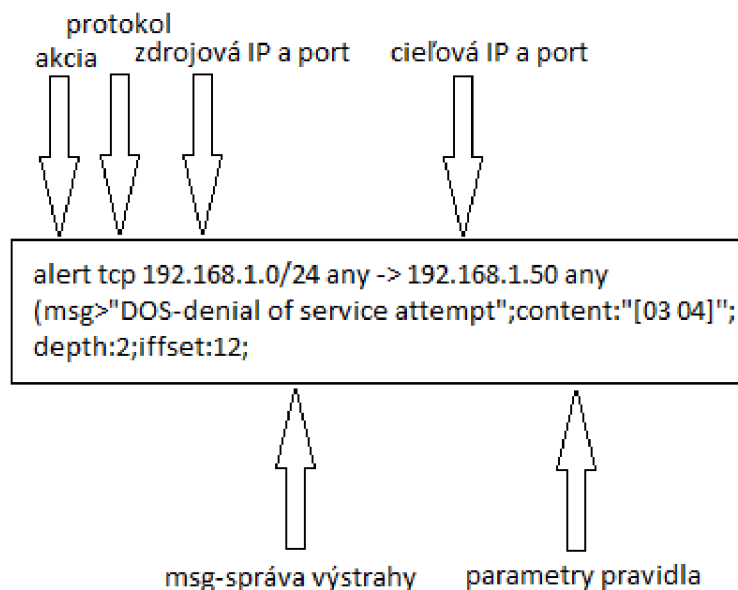 protokol
akcia
zdrojová IP a port
cieľová IP a port
alert tcp 192.168.1.0/24 any -> 192.168.1.50 any
(msg>"DOS-denial of service attempt";content:"[03 04]";
depth:2;iffset:12;
msg-správa výstrahy
parametry pravidla